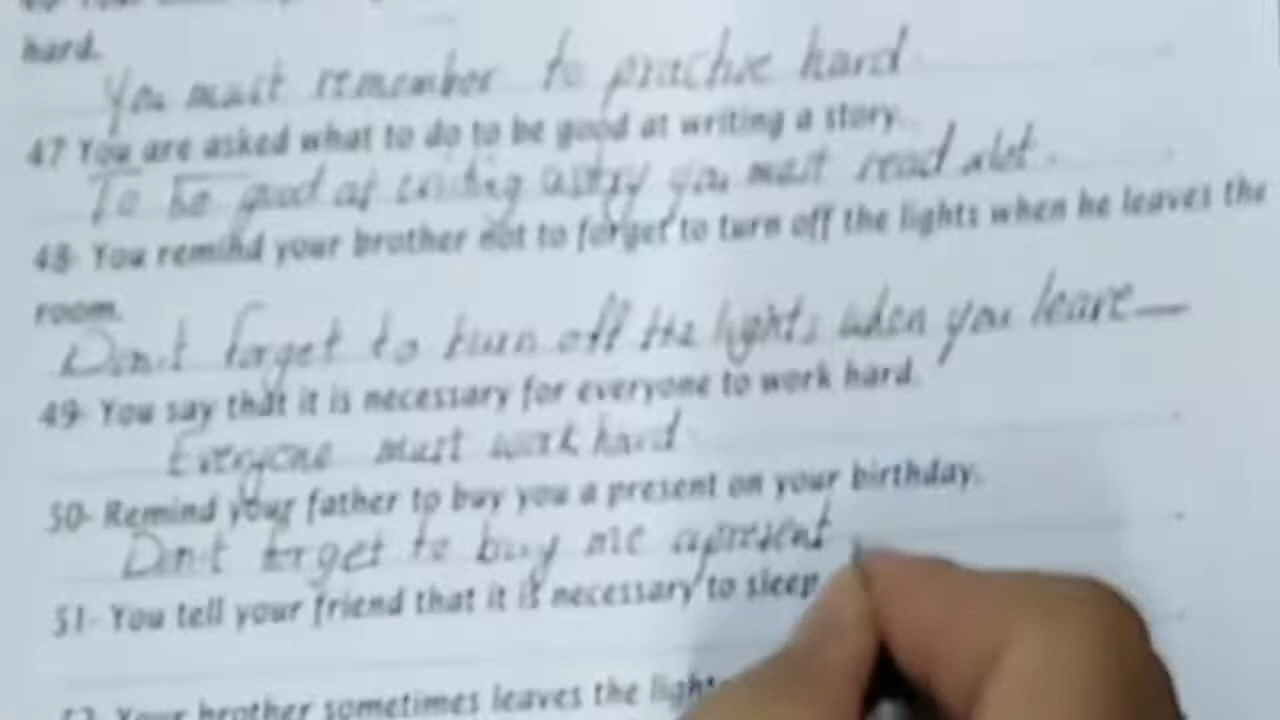 hard.
You must remember to practice hard
47 You are asked what to do to be good at writing a story.
To be good at writing astory you must read alot.
48- You remind your brother not to forget to turn off the lights when he leaves the
room.
Don't forget to turn off the lights when you leave
49- You say that it is necessary for everyone to work hard.
Everyone must work hard
50- Remind your father to buy you a present on your birthday.
Don't forget to buy me apresent
51- You tell your friend that it is necessary to sleep
52- Your brother sometimes leaves the lights